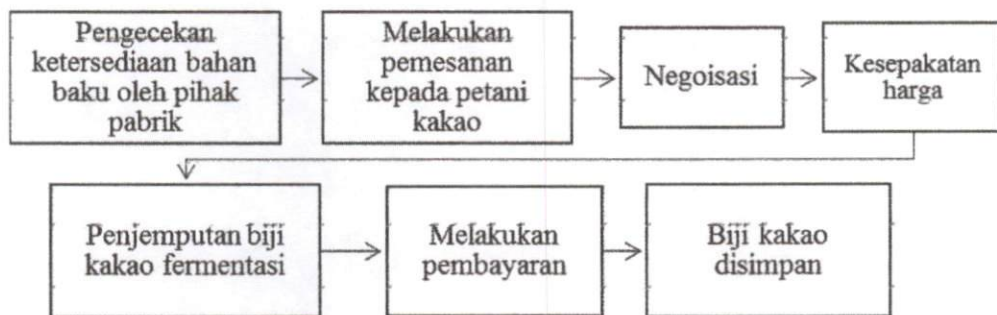 Pengecekan
ketersediaan bahan
baku oleh pihak
pabrik
Melakukan
pemesanan
kepada petani
kakao
Negoisasi
Kesepakatan
harga
Penjemputan biji
kakao fermentasi
Melakukan
pembayaran
Biji kakao
disimpan